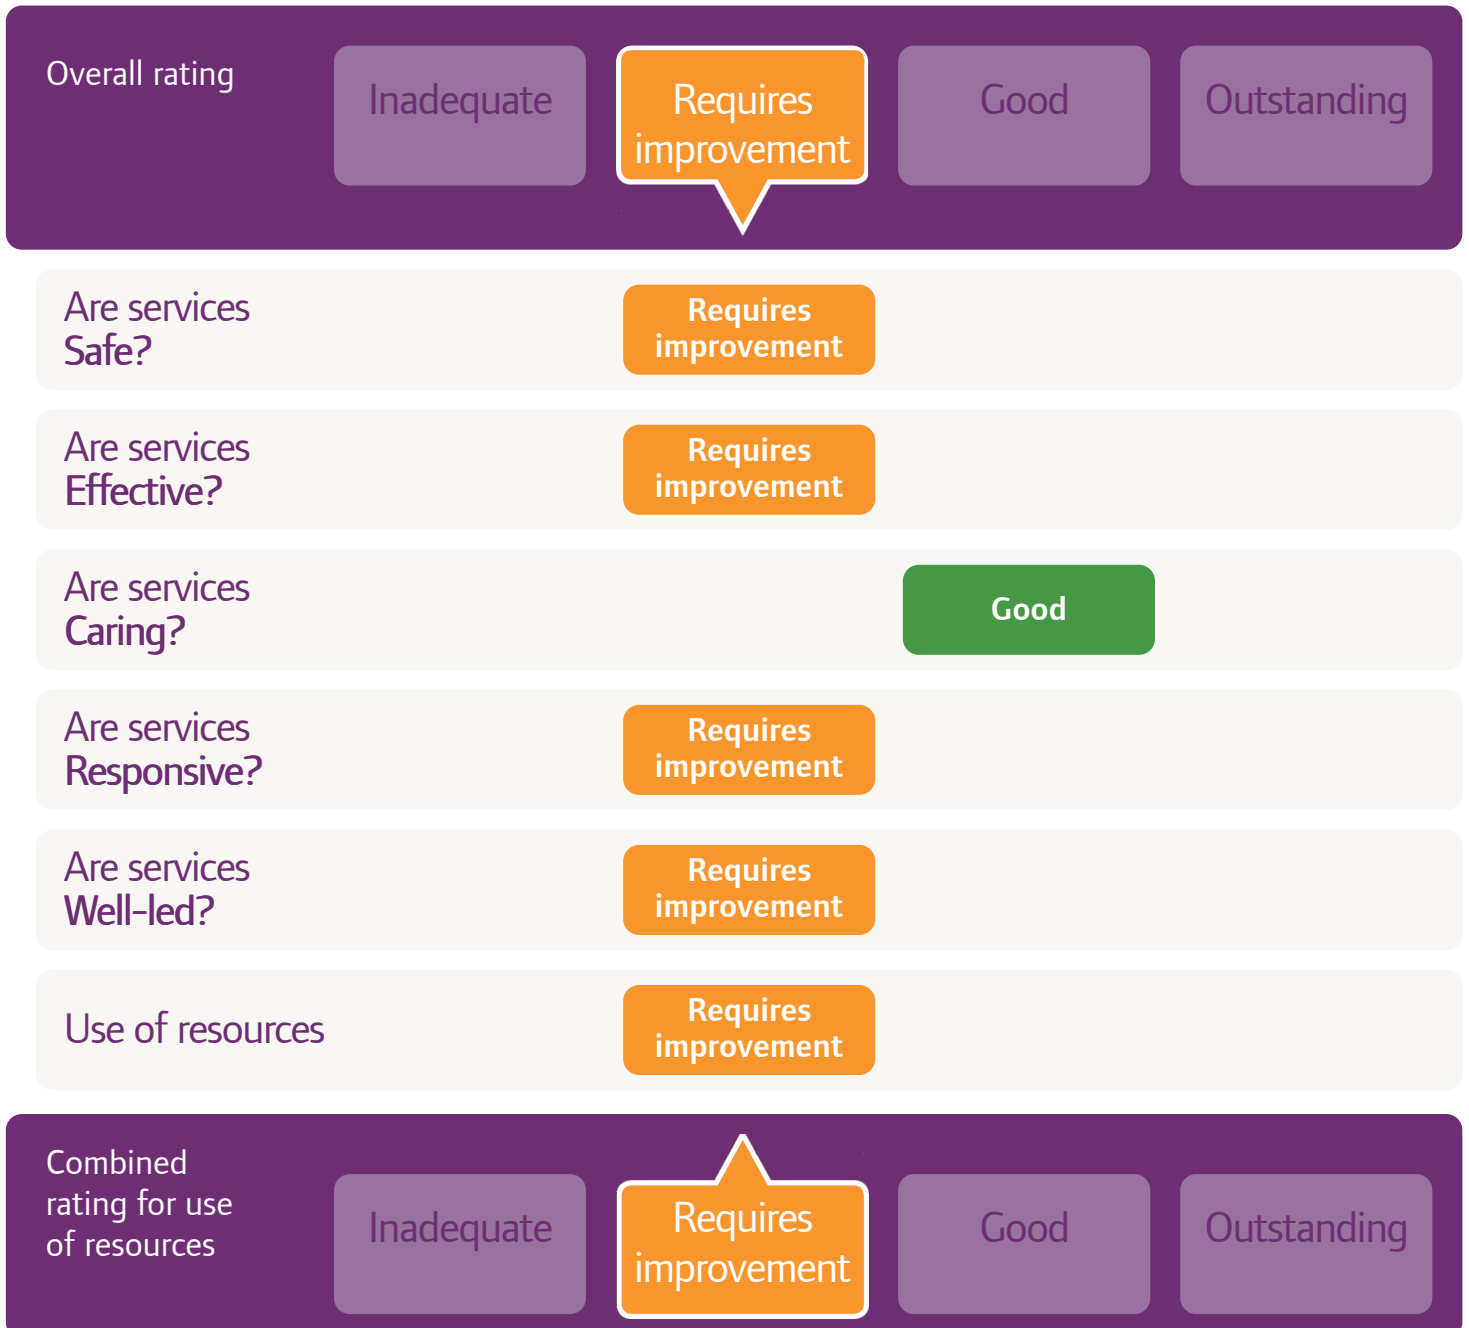 Overall rating
Inadequate
Requires
improvement
Good
Outstanding
Are services
Safe?
Requires
improvement
Are services
Effective?
Requires
improvement
Are services
Caring?
Good
Are services
Responsive?
Requires
improvement
Are services
Well-led?
Requires
improvement
Use of resources
Requires
improvement
Combined
rating for use
of resources
Inadequate
Requires
improvement
Good
Outstanding